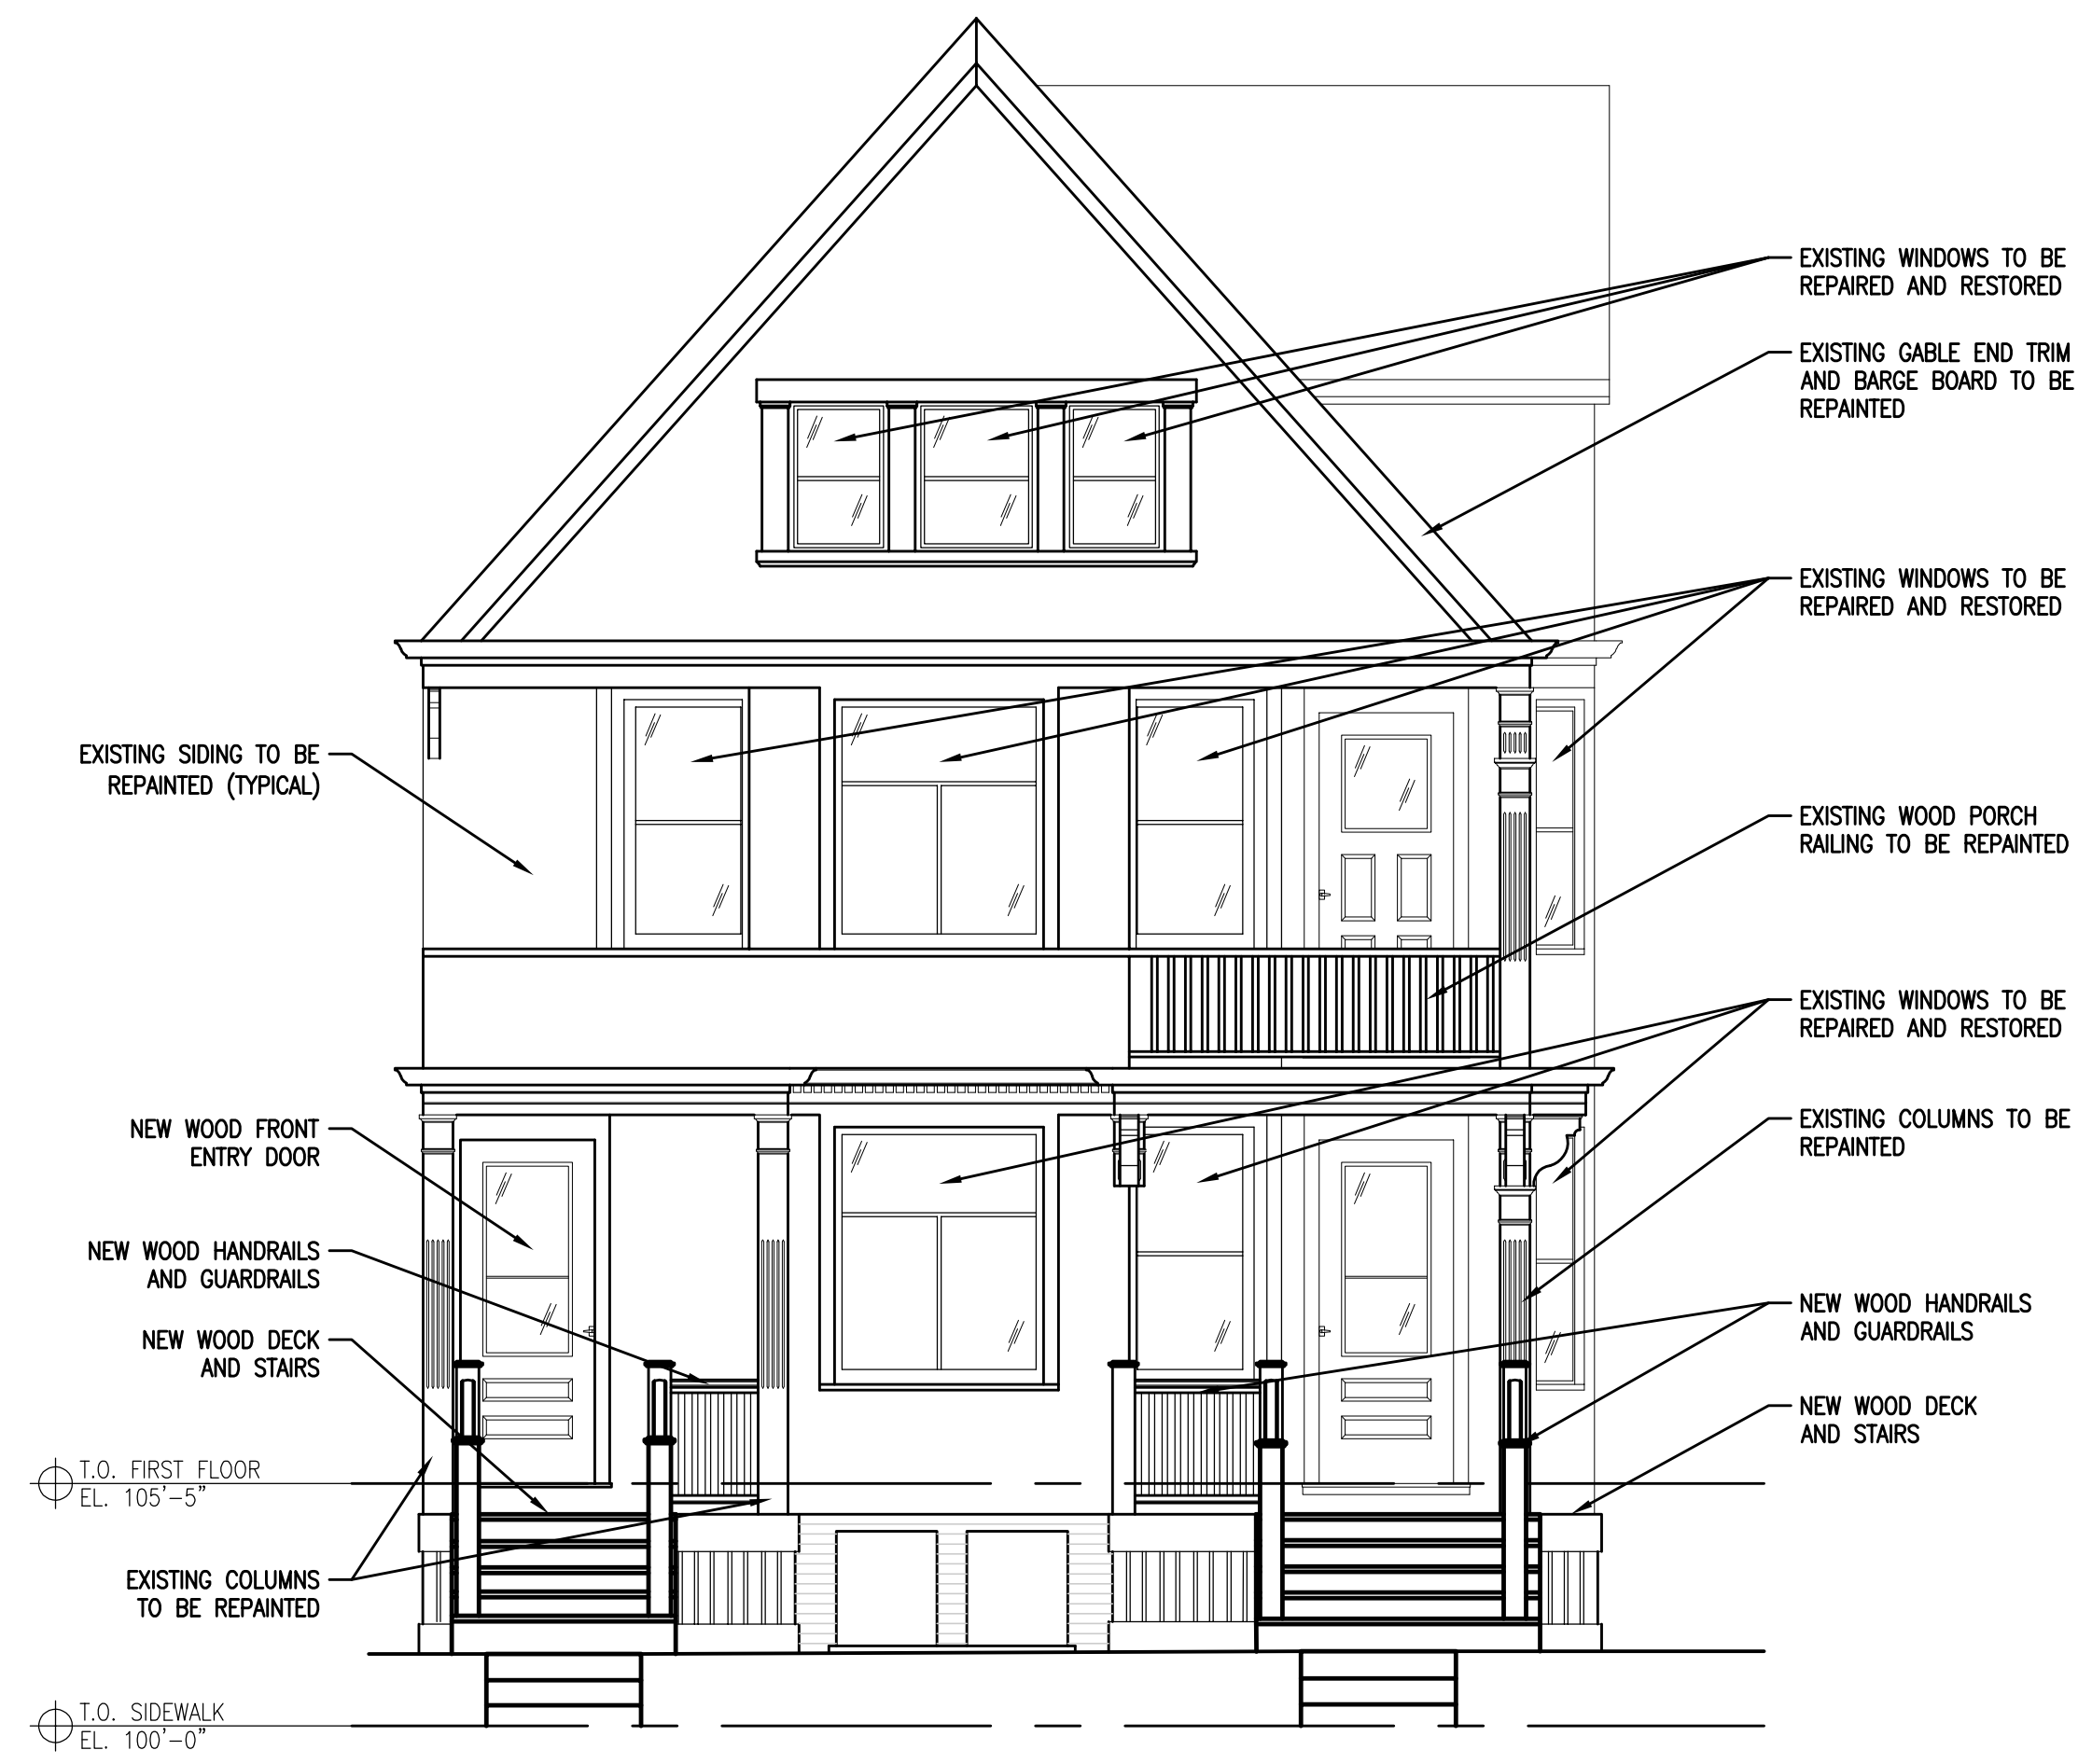 EXISTING WINDOWS TO BE
REPAIRED AND RESTORED
EXISTING GABLE END TRIM
AND BARGE BOARD TO BE
REPAINTED
EXISTING WINDOWS TO BE
REPAIRED AND RESTORED
EXISTING SIDING TO BE
REPAINTED (TYPICAL)
EXISTING WOOD PORCH
RAILING TO BE REPAINTED
EXISTING WINDOWS TO BE
REPAIRED AND RESTORED
NEW WOOD FRONT
ENTRY DOOR
EXISTING COLUMNS TO BE
REPAINTED
NEW WOOD HANDRAILS
AND GUARDRAILS
NEW WOOD HANDRAILS
AND GUARDRAILS
NEW WOOD DECK
AND STAIRS
NEW WOOD DECK
AND STAIRS
T.O. FIRST FLOOR
EL. 105'-5"
EXISTING COLUMNS
TO BE REPAINTED
T.O. SIDEWALK
EL. 100'-0"